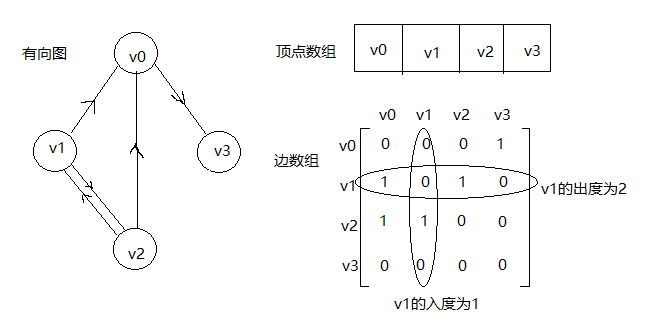 有向图
v0
v1
v3
v2
顶点数组
v0 v1 v2 v3
边数组
v0 v1 v2 v3
v0 0 0 0 1
v1 1 0 1 0
v1的出度为2
v2 1 1 0 0
v3 0 0 0 0
v1的入度为1